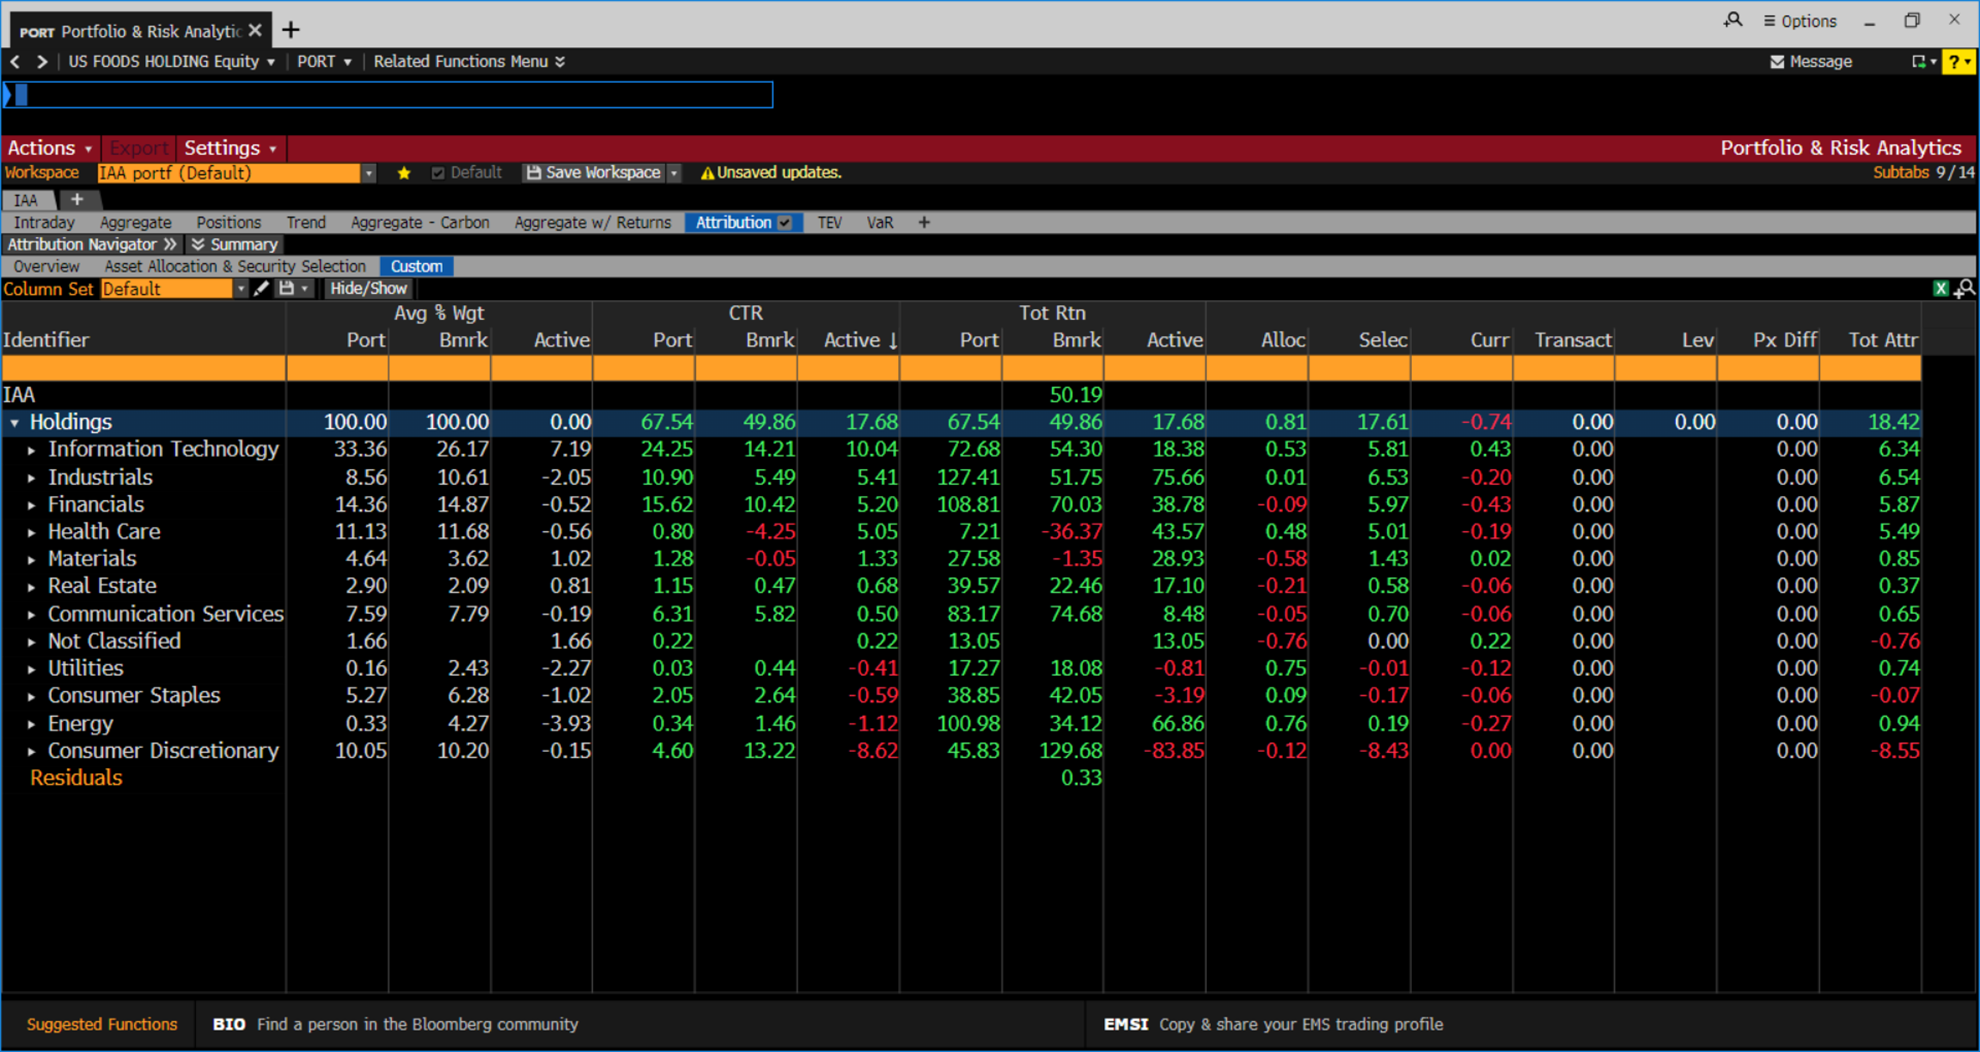 PORT Portfolio & Risk Analytic
Options
US FOODS HOLDING Equity PORT Related Functions Menu
Message ?
Actions Export Settings Portfolio & Risk Analytics
Workspace IAA portf (Default) Default Save Workspace Unsaved updates. Subtabs 9/14
IAA +
Intraday Aggregate Positions Trend Aggregate - Carbon Aggregate w/ Returns Attribution TEV VaR +
Attribution Navigator Summary
Overview Asset Allocation & Security Selection Custom
Column Set Default Hide/Show X
Avg % Wgt CTR Tot Rtn
Identifier Port Bmrk Active Port Bmrk Active ↓ Port Bmrk Active Alloc Selec Curr Transact Lev Px Diff Tot Attr
IAA 50.19
Holdings 100.00 100.00 0.00 67.54 49.86 17.68 67.54 49.86 17.68 0.81 17.61 -0.74 0.00 0.00 0.00 18.42
Information Technology 33.36 26.17 7.19 24.25 14.21 10.04 72.68 54.30 18.38 0.53 5.81 0.43 0.00 0.00 6.34
Industrials 8.56 10.61 -2.05 10.90 5.49 5.41 127.41 51.75 75.66 0.01 6.53 -0.20 0.00 0.00 6.54
Financials 14.36 14.87 -0.52 15.62 10.42 5.20 108.81 70.03 38.78 -0.09 5.97 -0.43 0.00 0.00 5.87
Health Care 11.13 11.68 -0.56 0.80 -4.25 5.05 7.21 -36.37 43.57 0.48 5.01 -0.19 0.00 0.00 5.49
Materials 4.64 3.62 1.02 1.28 -0.05 1.33 27.58 -1.35 28.93 -0.58 1.43 0.02 0.00 0.00 0.85
Real Estate 2.90 2.09 0.81 1.15 0.47 0.68 39.57 22.46 17.10 -0.21 0.58 -0.06 0.00 0.00 0.37
Communication Services 7.59 7.79 -0.19 6.31 5.82 0.50 83.17 74.68 8.48 -0.05 0.70 -0.06 0.00 0.00 0.65
Not Classified 1.66 1.66 0.22 0.22 13.05 13.05 -0.76 0.00 0.22 0.00 0.00 -0.76
Utilities 0.16 2.43 -2.27 0.03 0.44 -0.41 17.27 18.08 -0.81 0.75 -0.01 -0.12 0.00 0.00 0.74
Consumer Staples 5.27 6.28 -1.02 2.05 2.64 -0.59 38.85 42.05 -3.19 0.09 -0.17 -0.06 0.00 0.00 -0.07
Energy 0.33 4.27 -3.93 0.34 1.46 -1.12 100.98 34.12 66.86 0.76 0.19 -0.27 0.00 0.00 0.94
Consumer Discretionary 10.05 10.20 -0.15 4.60 13.22 -8.62 45.83 129.68 -83.85 -0.12 -8.43 0.00 0.00 0.00 -8.55
Residuals 0.33
Suggested Functions BIO Find a person in the Bloomberg community EMSI Copy & share your EMS trading profile